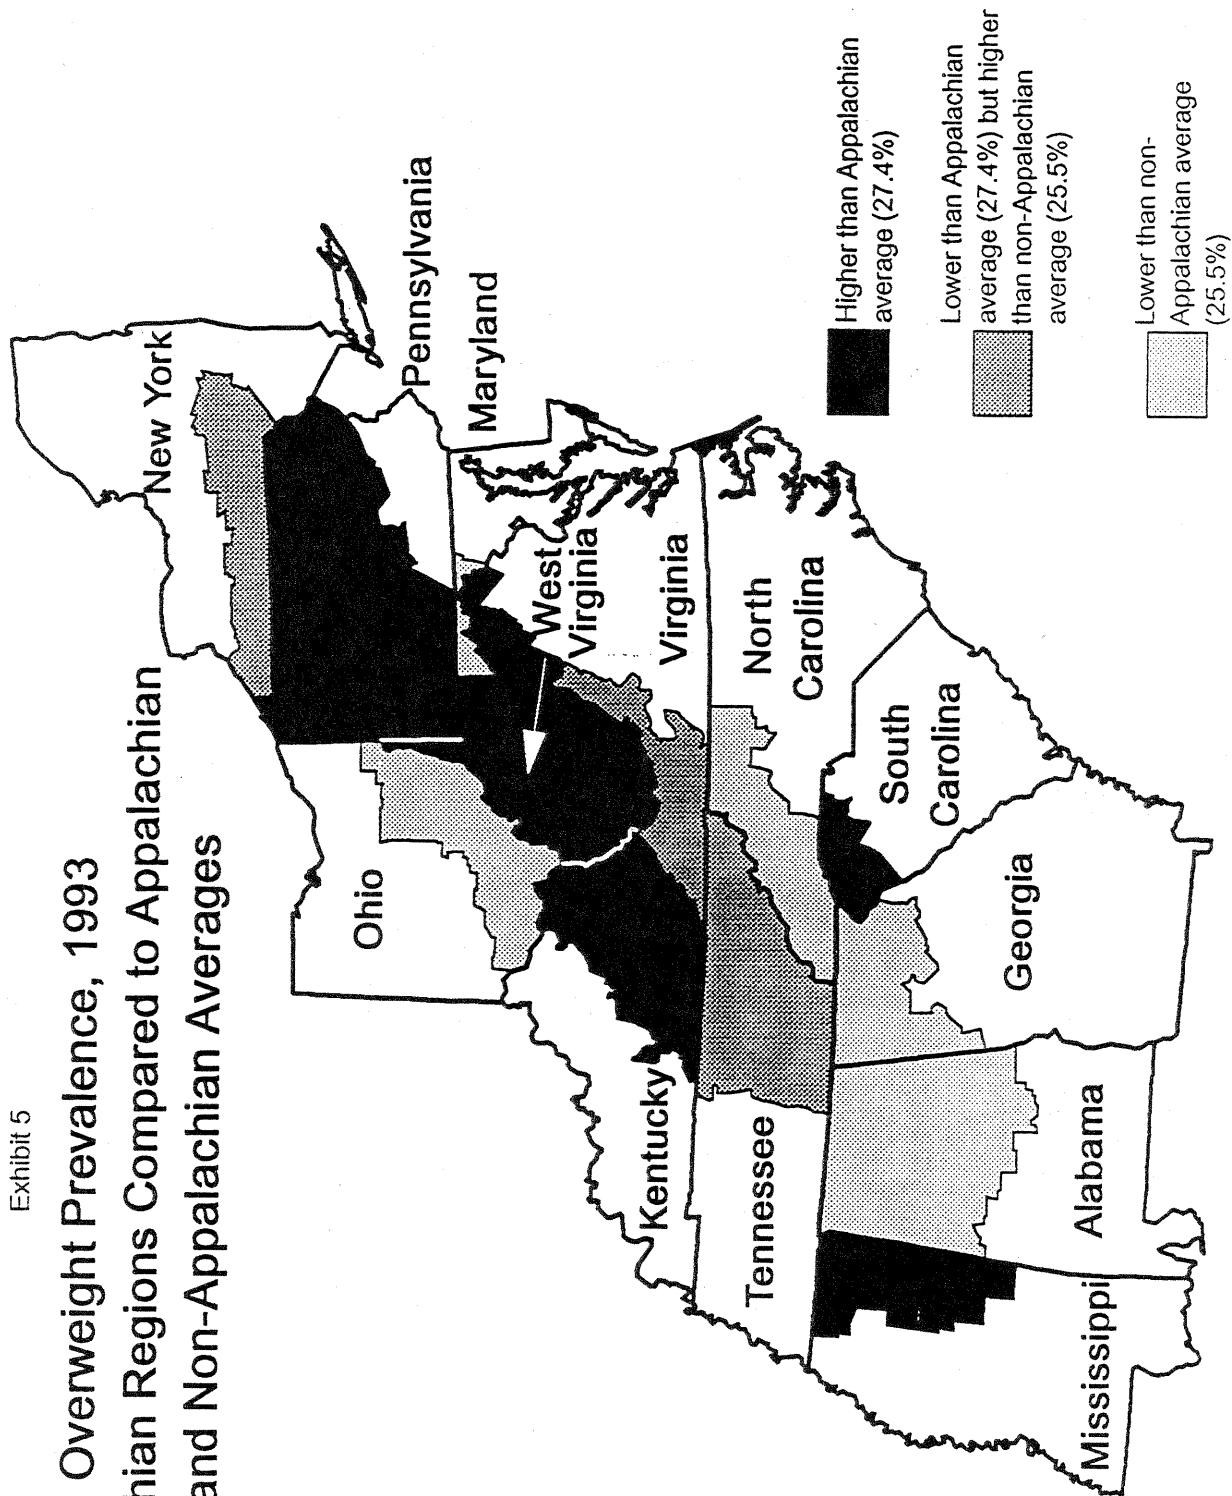 Exhibit 5
Overweight Prevalence, 1993
nian Regions Compared to Appalachian
and Non-Appalachian Averages
New York
Pennsylvania
Maryland
Ohio
West
Virginia
Virginia
Kentucky
North
Carolina
Tennessee
South
Carolina
Georgia
Alabama
Mississippi
Higher than Appalachian
average (27.4%)
Lower than Appalachian
average (27.4%) but higher
than non-Appalachian
average (25.5%)
Lower than non-
Appalachian average
(25.5%)